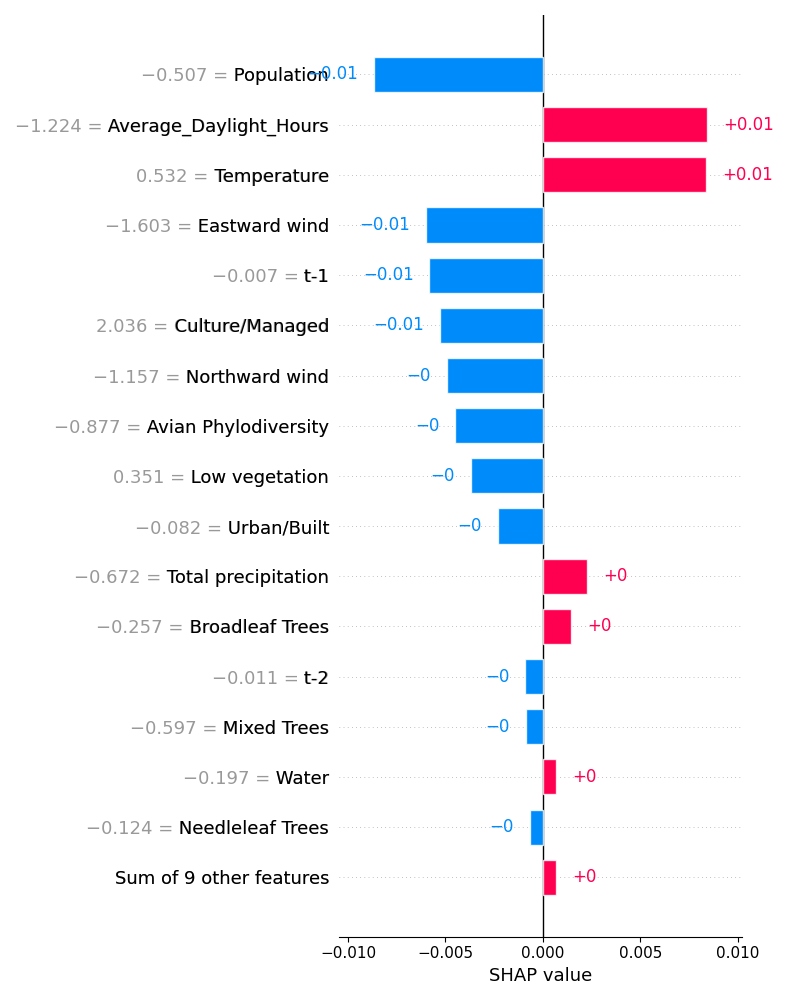 −0.507 = Population −0.01
−1.224 = Average_Daylight_Hours +0.01
0.532 = Temperature +0.01
−1.603 = Eastward wind −0.01
−0.007 = t-1 −0.01
2.036 = Culture/Managed −0.01
−1.157 = Northward wind −0
−0.877 = Avian Phylodiversity −0
0.351 = Low vegetation −0
−0.082 = Urban/Built −0
−0.672 = Total precipitation +0
−0.257 = Broadleaf Trees +0
−0.011 = t-2 −0
−0.597 = Mixed Trees −0
−0.197 = Water +0
−0.124 = Needleleaf Trees −0
Sum of 9 other features +0
−0.010 −0.005 0.000 0.005 0.010
SHAP value